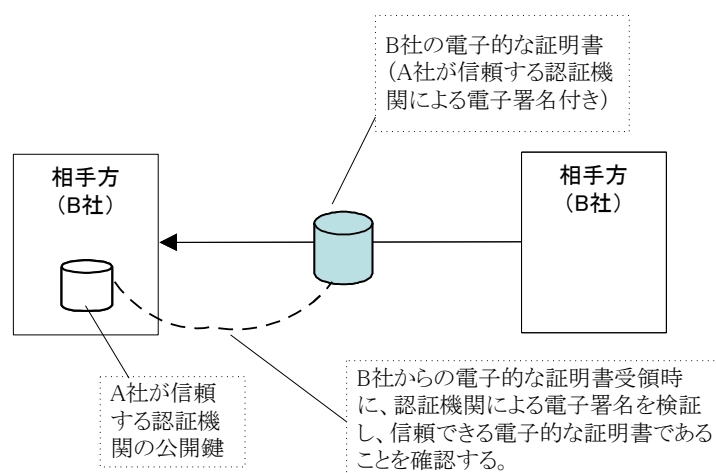 B社の電子的な証明書
（A社が信頼する認証機
関による電子署名付き）
相手方
（B社）
相手方
（B社）
A社が信頼
する認証機
関の公開鍵
B社からの電子的な証明書受領時
に、認証機関による電子署名を検証
し、信頼できる電子的な証明書である
ことを確認する。